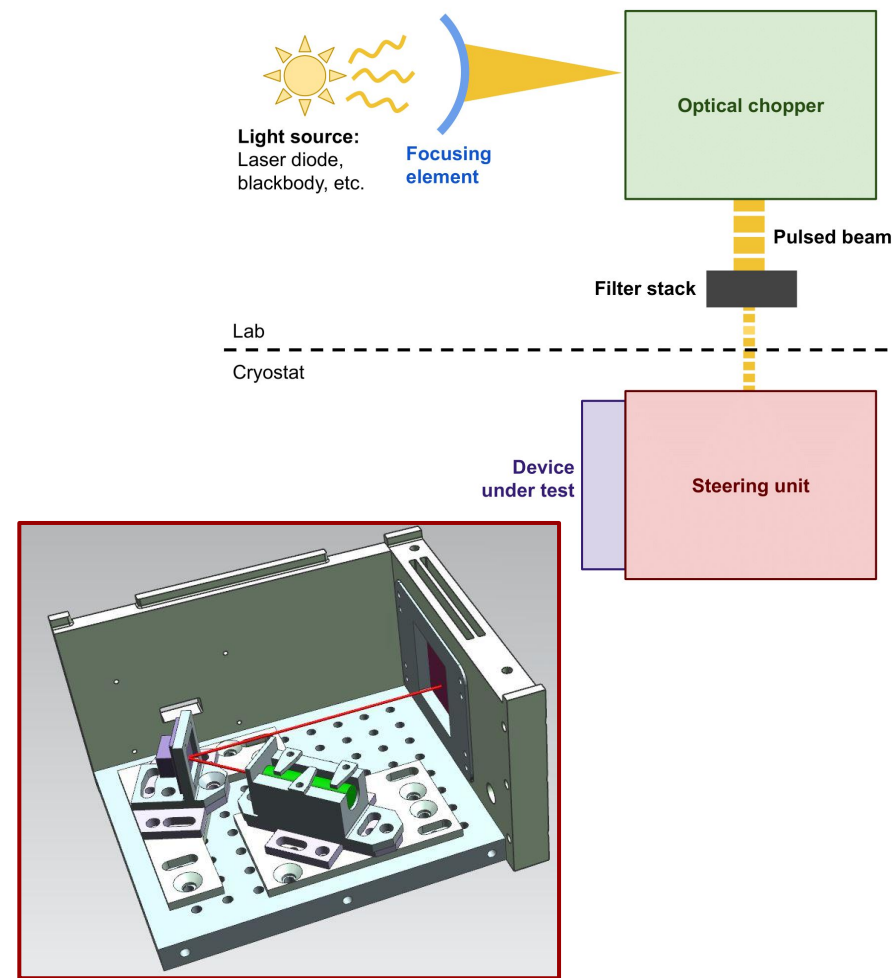 Light source:
Laser diode,
blackbody, etc.
Focusing
element
Optical chopper
Pulsed beam
Filter stack
Lab
Cryostat
Device
under test
Steering unit